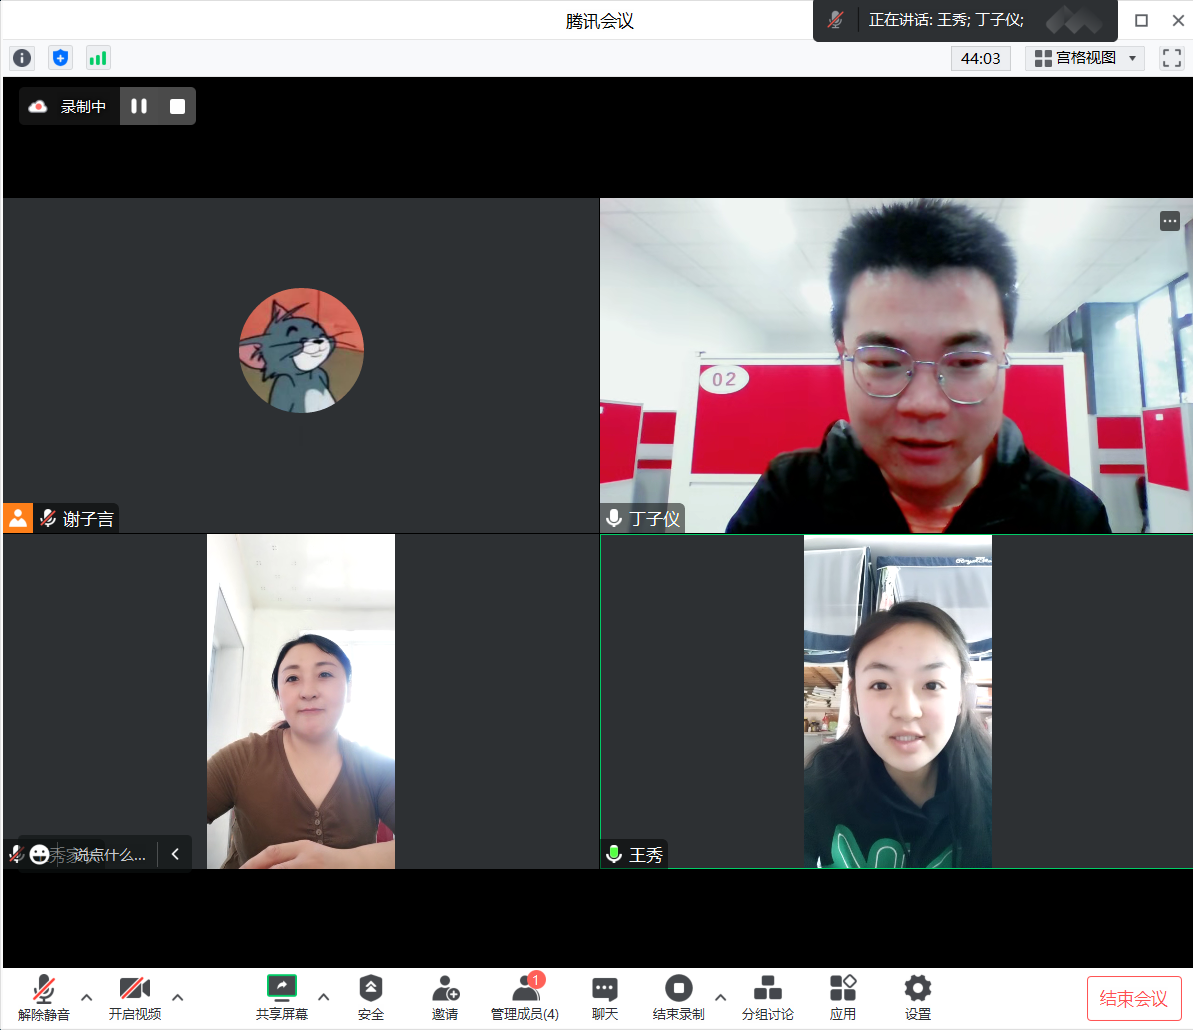 腾讯会议
正在讲话: 王秀; 丁子仪;
44:03
宫格视图
录制中
02
谢子言
丁子仪
说点什么...
王秀
解除静音
开启视频
共享屏幕
安全
邀请
1
管理成员(4)
聊天
结束录制
分组讨论
应用
设置
结束会议